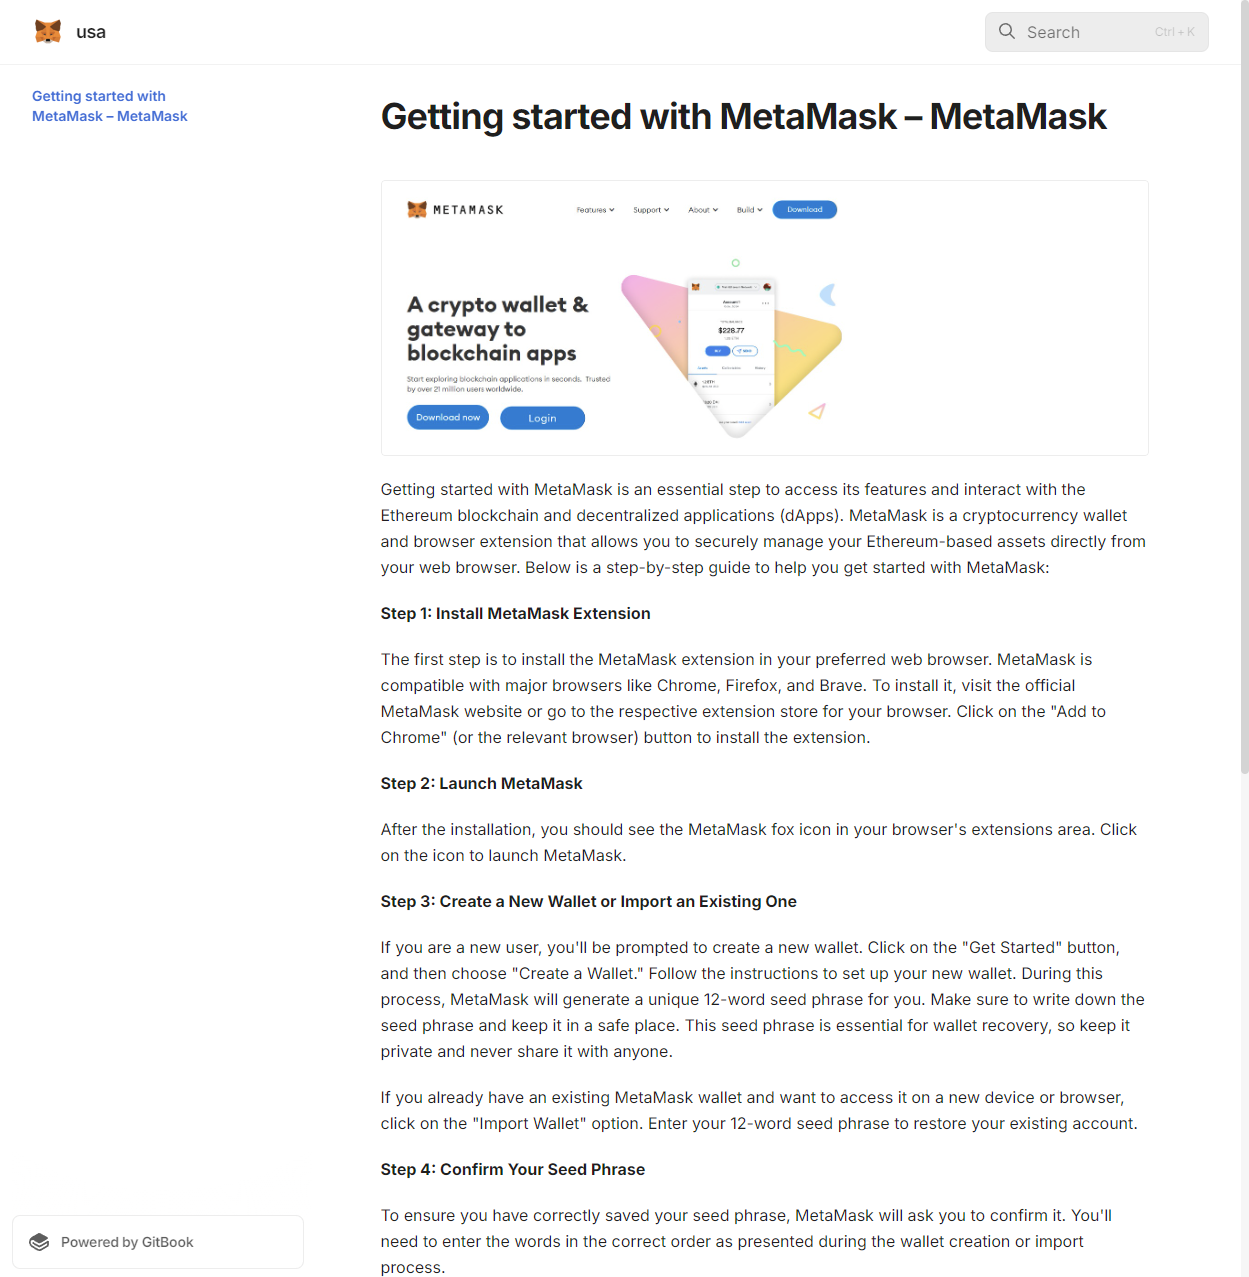 usa
Search
Ctrl + K
Getting started with
MetaMask – MetaMask
Getting started with MetaMask – MetaMask
METAMASK
Features
Support
About
Build
Download
A crypto wallet &
gateway to
blockchain apps
Start exploring blockchain applications in seconds. Trusted
by over 21 million users worldwide.
Download now
Login
$228.77
Getting started with MetaMask is an essential step to access its features and interact with the
Ethereum blockchain and decentralized applications (dApps). MetaMask is a cryptocurrency wallet
and browser extension that allows you to securely manage your Ethereum-based assets directly from
your web browser. Below is a step-by-step guide to help you get started with MetaMask:
Step 1: Install MetaMask Extension
The first step is to install the MetaMask extension in your preferred web browser. MetaMask is
compatible with major browsers like Chrome, Firefox, and Brave. To install it, visit the official
MetaMask website or go to the respective extension store for your browser. Click on the "Add to
Chrome" (or the relevant browser) button to install the extension.
Step 2: Launch MetaMask
After the installation, you should see the MetaMask fox icon in your browser's extensions area. Click
on the icon to launch MetaMask.
Step 3: Create a New Wallet or Import an Existing One
If you are a new user, you'll be prompted to create a new wallet. Click on the "Get Started" button,
and then choose "Create a Wallet." Follow the instructions to set up your new wallet. During this
process, MetaMask will generate a unique 12-word seed phrase for you. Make sure to write down the
seed phrase and keep it in a safe place. This seed phrase is essential for wallet recovery, so keep it
private and never share it with anyone.
If you already have an existing MetaMask wallet and want to access it on a new device or browser,
click on the "Import Wallet" option. Enter your 12-word seed phrase to restore your existing account.
Step 4: Confirm Your Seed Phrase
To ensure you have correctly saved your seed phrase, MetaMask will ask you to confirm it. You'll
need to enter the words in the correct order as presented during the wallet creation or import
process.
Powered by GitBook